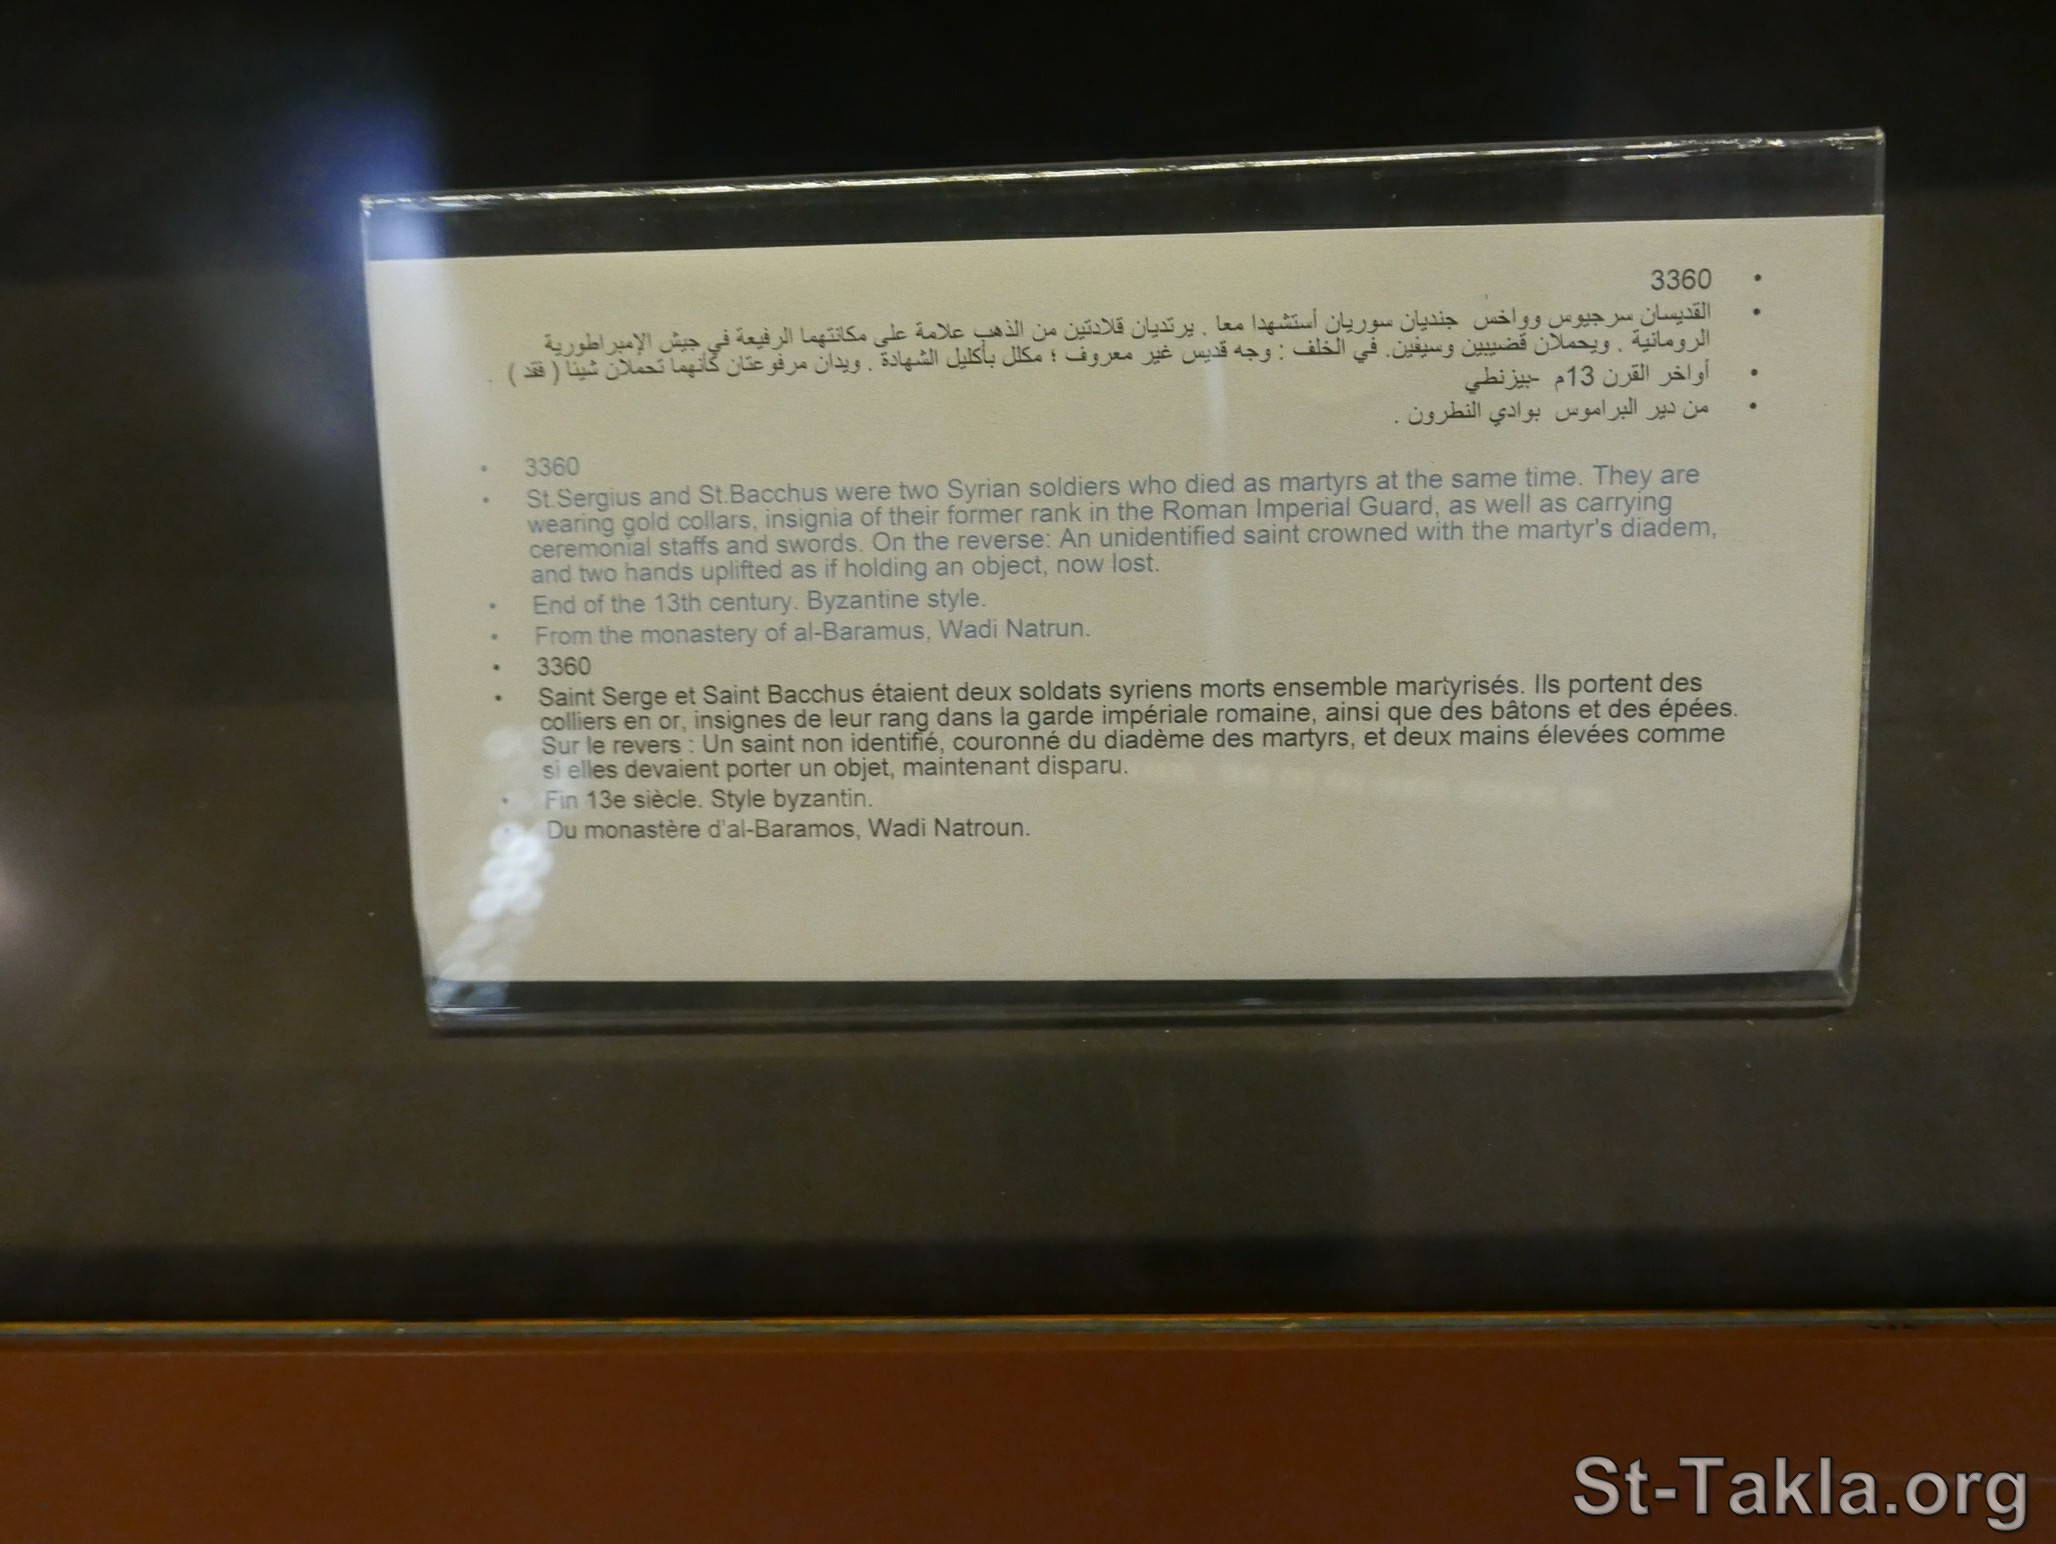 3360
القديسان سرجيوس وواخس جنديان سوريان أستشهدا معا . يرتديان قلادتين من الذهب علامة على مكانتهما الرفيعة في جيش الإمبراطورية
الرومانية . ويحملان قضيبين وسيفين. في الخلف : وجه قديس غير معروف ؛ مكلل بأكليل الشهادة . ويدان مرفوعتان كأنهما تحملان شيئا ( فقد ) .
أواخر القرن 13م -بيزنطي
من دير البراموس بوادي النطرون .
3360
St.Sergius and St.Bacchus were two Syrian soldiers who died as martyrs at the same time. They are
wearing gold collars, insignia of their former rank in the Roman Imperial Guard, as well as carrying
ceremonial staffs and swords. On the reverse: An unidentified saint crowned with the martyr's diadem,
and two hands uplifted as if holding an object, now lost.
End of the 13th century. Byzantine style.
From the monastery of al-Baramus, Wadi Natrun.
3360
Saint Serge et Saint Bacchus étaient deux soldats syriens morts ensemble martyrisés. Ils portent des
colliers en or, insignes de leur rang dans la garde impériale romaine, ainsi que des bâtons et des épées.
Sur le revers : Un saint non identifié, couronné du diadème des martyrs, et deux mains élevées comme
si elles devaient porter un objet, maintenant disparu.
Fin 13e siècle. Style byzantin.
Du monastère d'al-Baramos, Wadi Natroun.
St-Takla.org